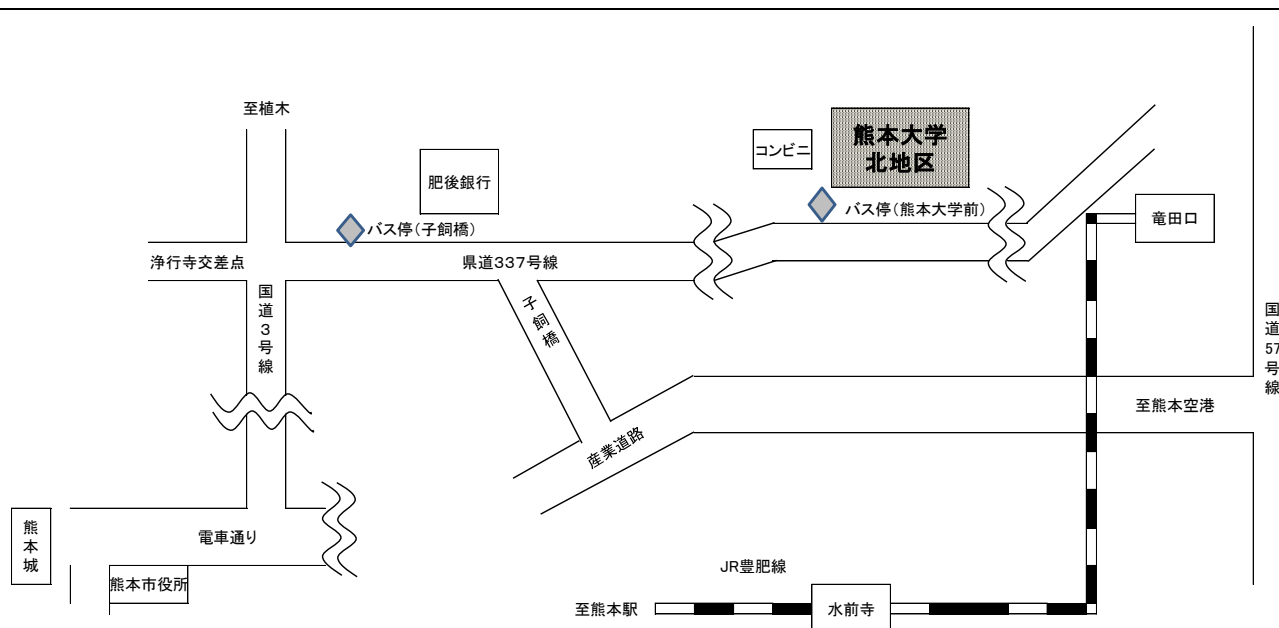 至植木
コンビニ
熊本大学
北地区
肥後銀行
バス停(子飼橋)
バス停(熊本大学前)
竜田口
浄行寺交差点
県道337号線
国道3号線
子飼橋
国道57号線
至熊本空港
産業道路
熊本城
電車通り
熊本市役所
JR豊肥線
至熊本駅
水前寺